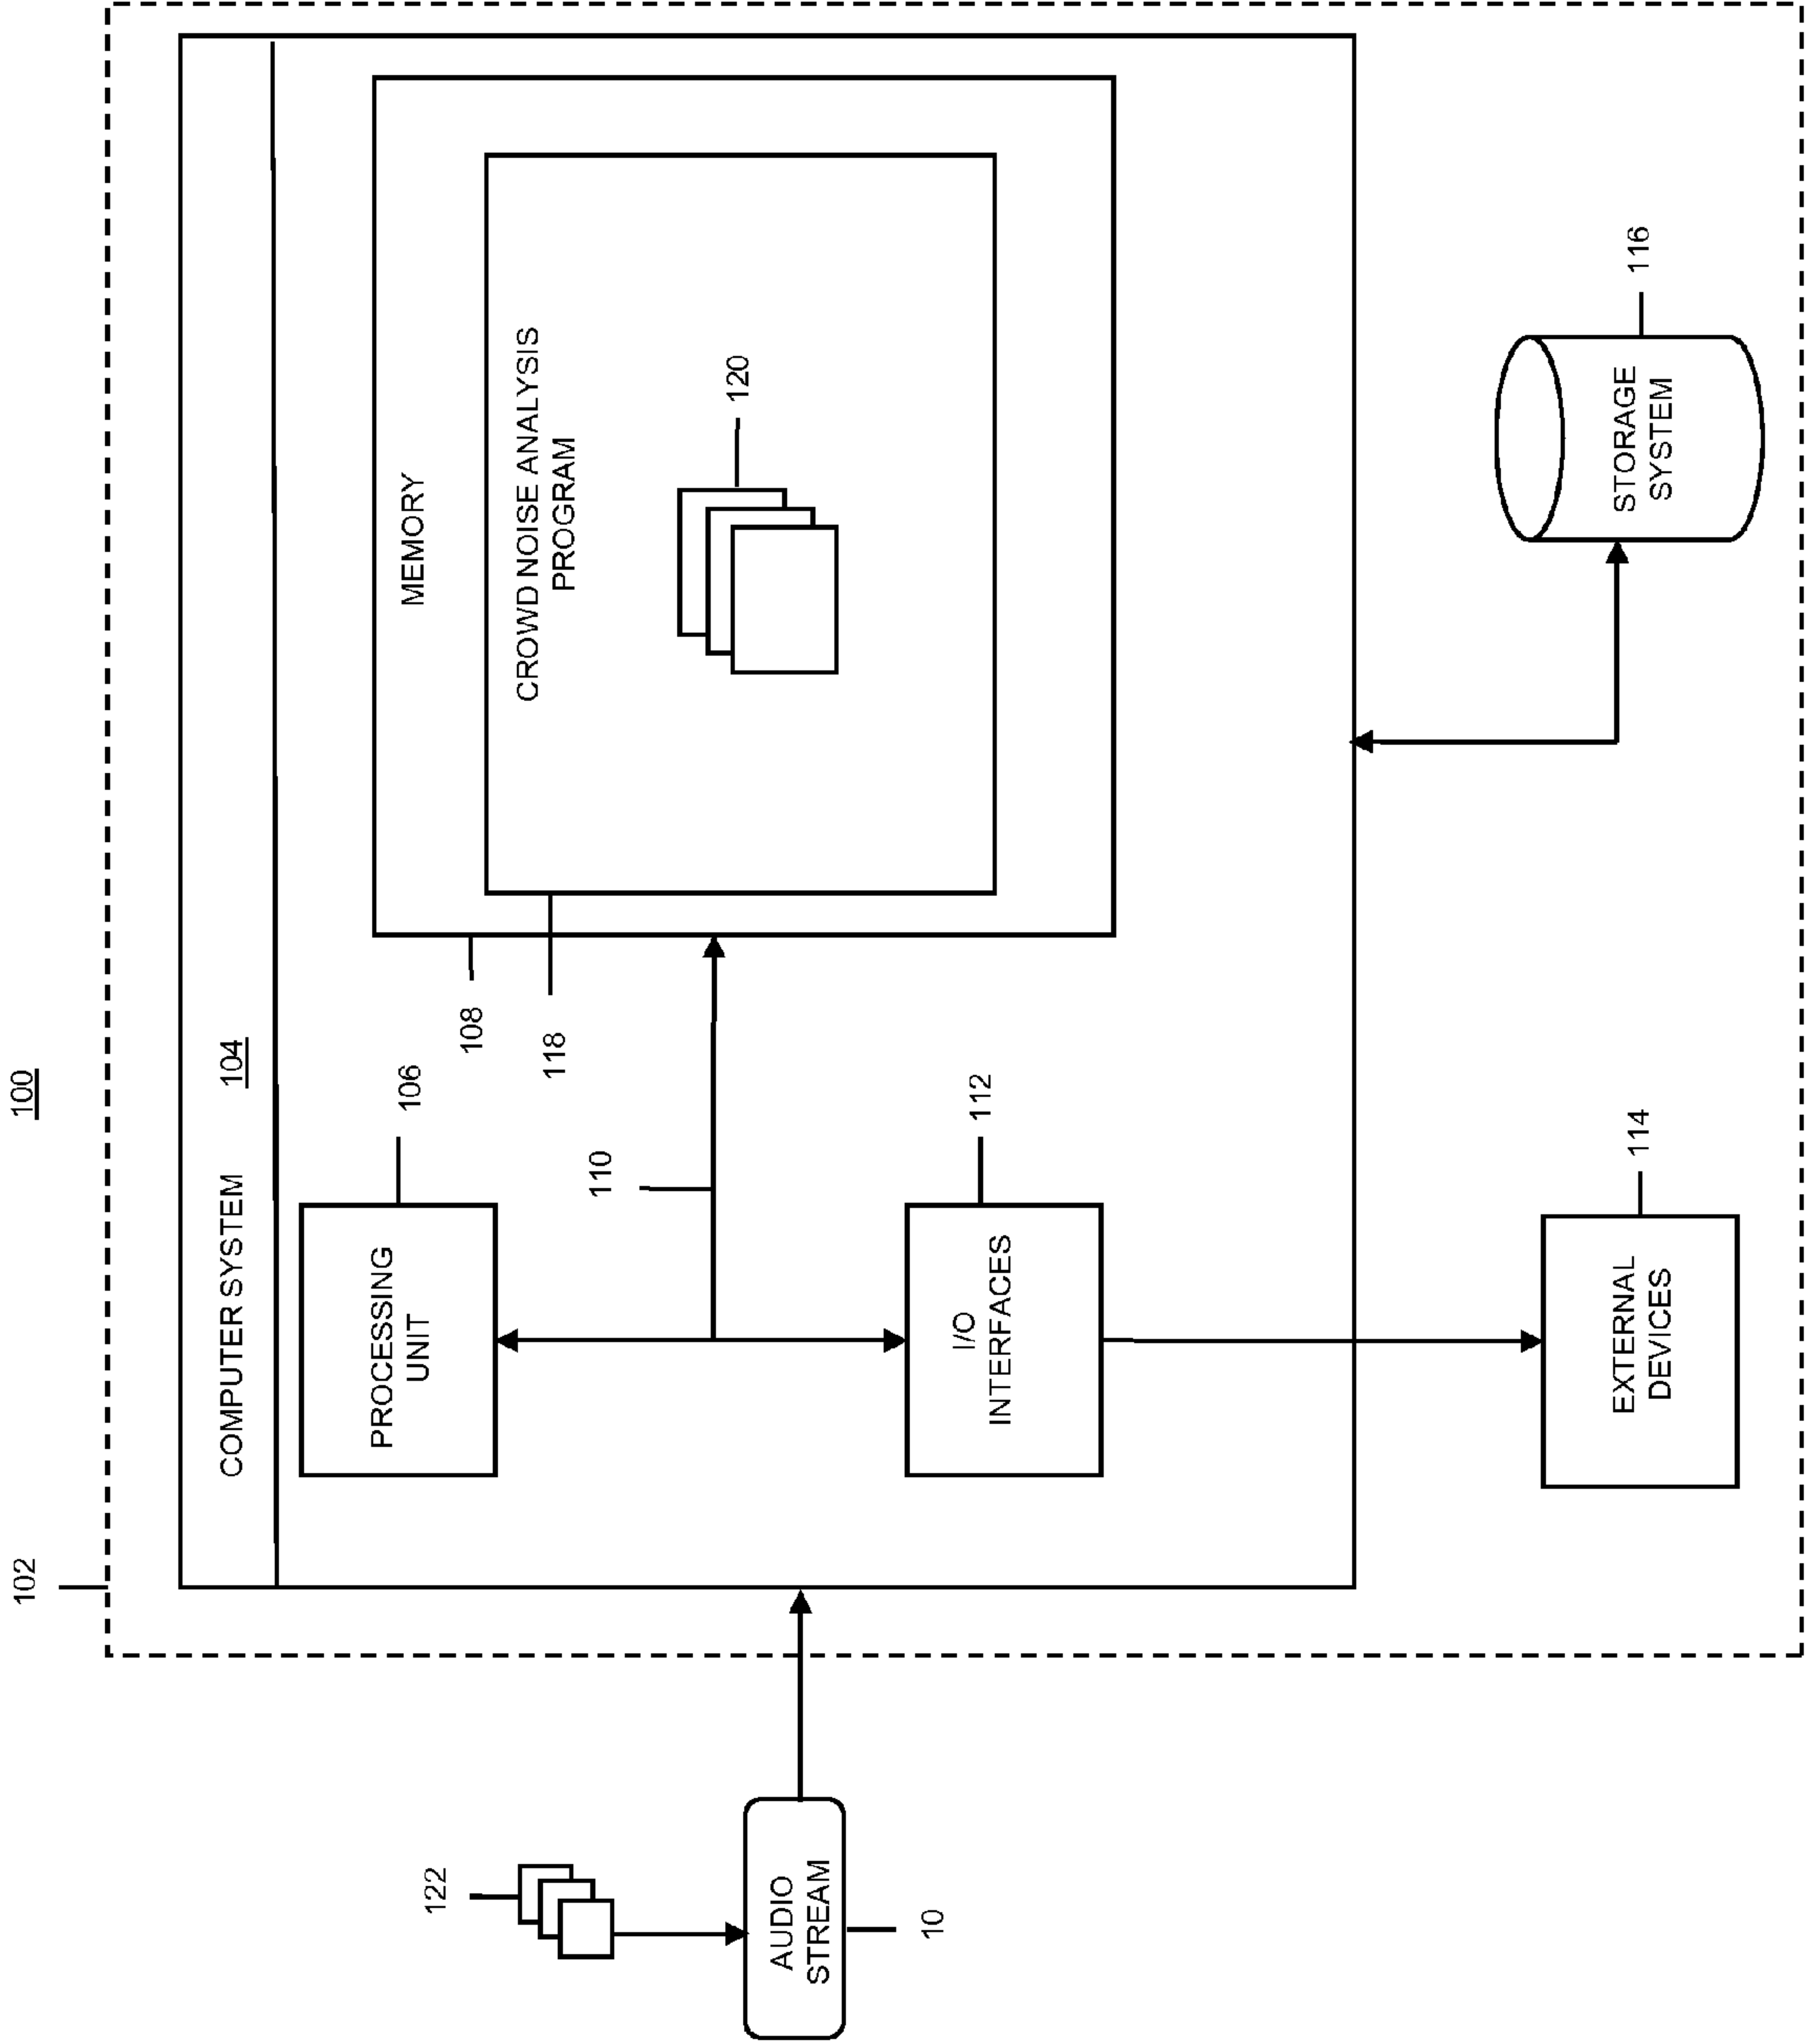 100
102
COMPUTER SYSTEM 104
PROCESSING
UNIT
106
MEMORY
108
CROWD NOISE ANALYSIS
PROGRAM
118
120
110
122
AUDIO
STREAM
10
I/O
INTERFACES
112
EXTERNAL
DEVICES
114
STORAGE
SYSTEM
116